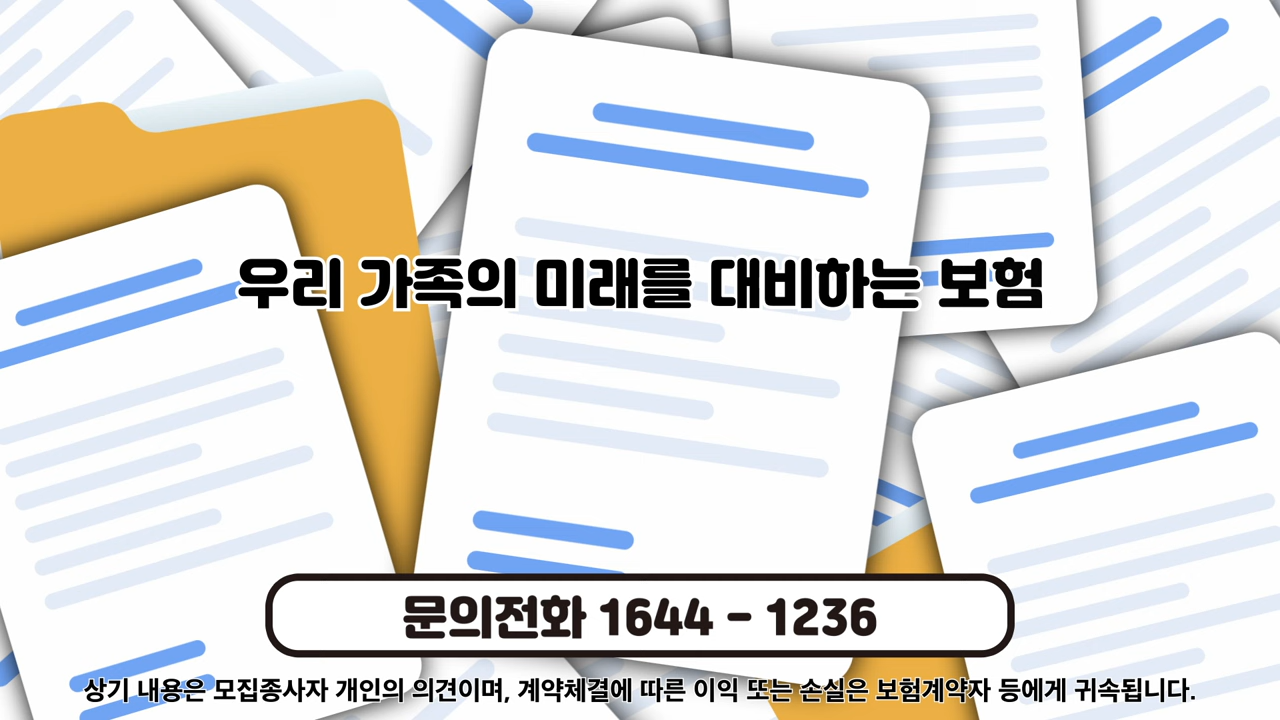 우리 가족의 미래를 대비하는 보험
문의전화 1644 - 1236
상기 내용은 모집종사자 개인의 의견이며, 계약체결에 따른 이익 또는 손실은 보험계약자 등에게 귀속됩니다.